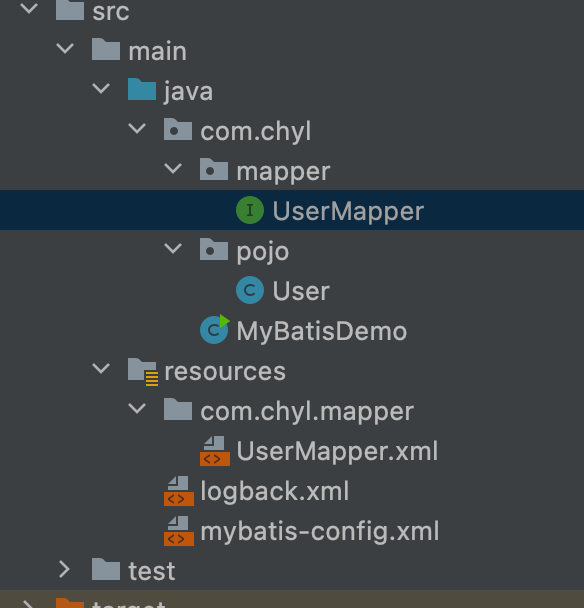 src
main
java
com.chyl
mapper
I UserMapper
pojo
C User
C MyBatisDemo
resources
com.chyl.mapper
<> UserMapper.xml
<> logback.xml
<> mybatis-config.xml
test
target